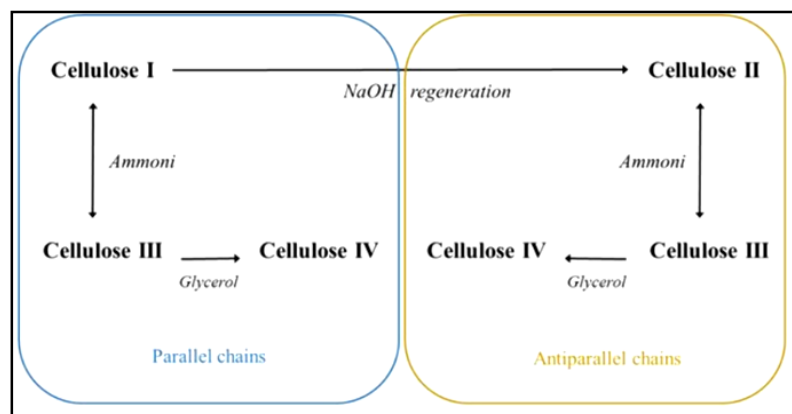 Cellulose I
Cellulose II
NaOH regeneration
Ammoni
Ammoni
Cellulose III
Cellulose IV
Cellulose IV
Cellulose III
Glycerol
Glycerol
Parallel chains
Antiparallel chains